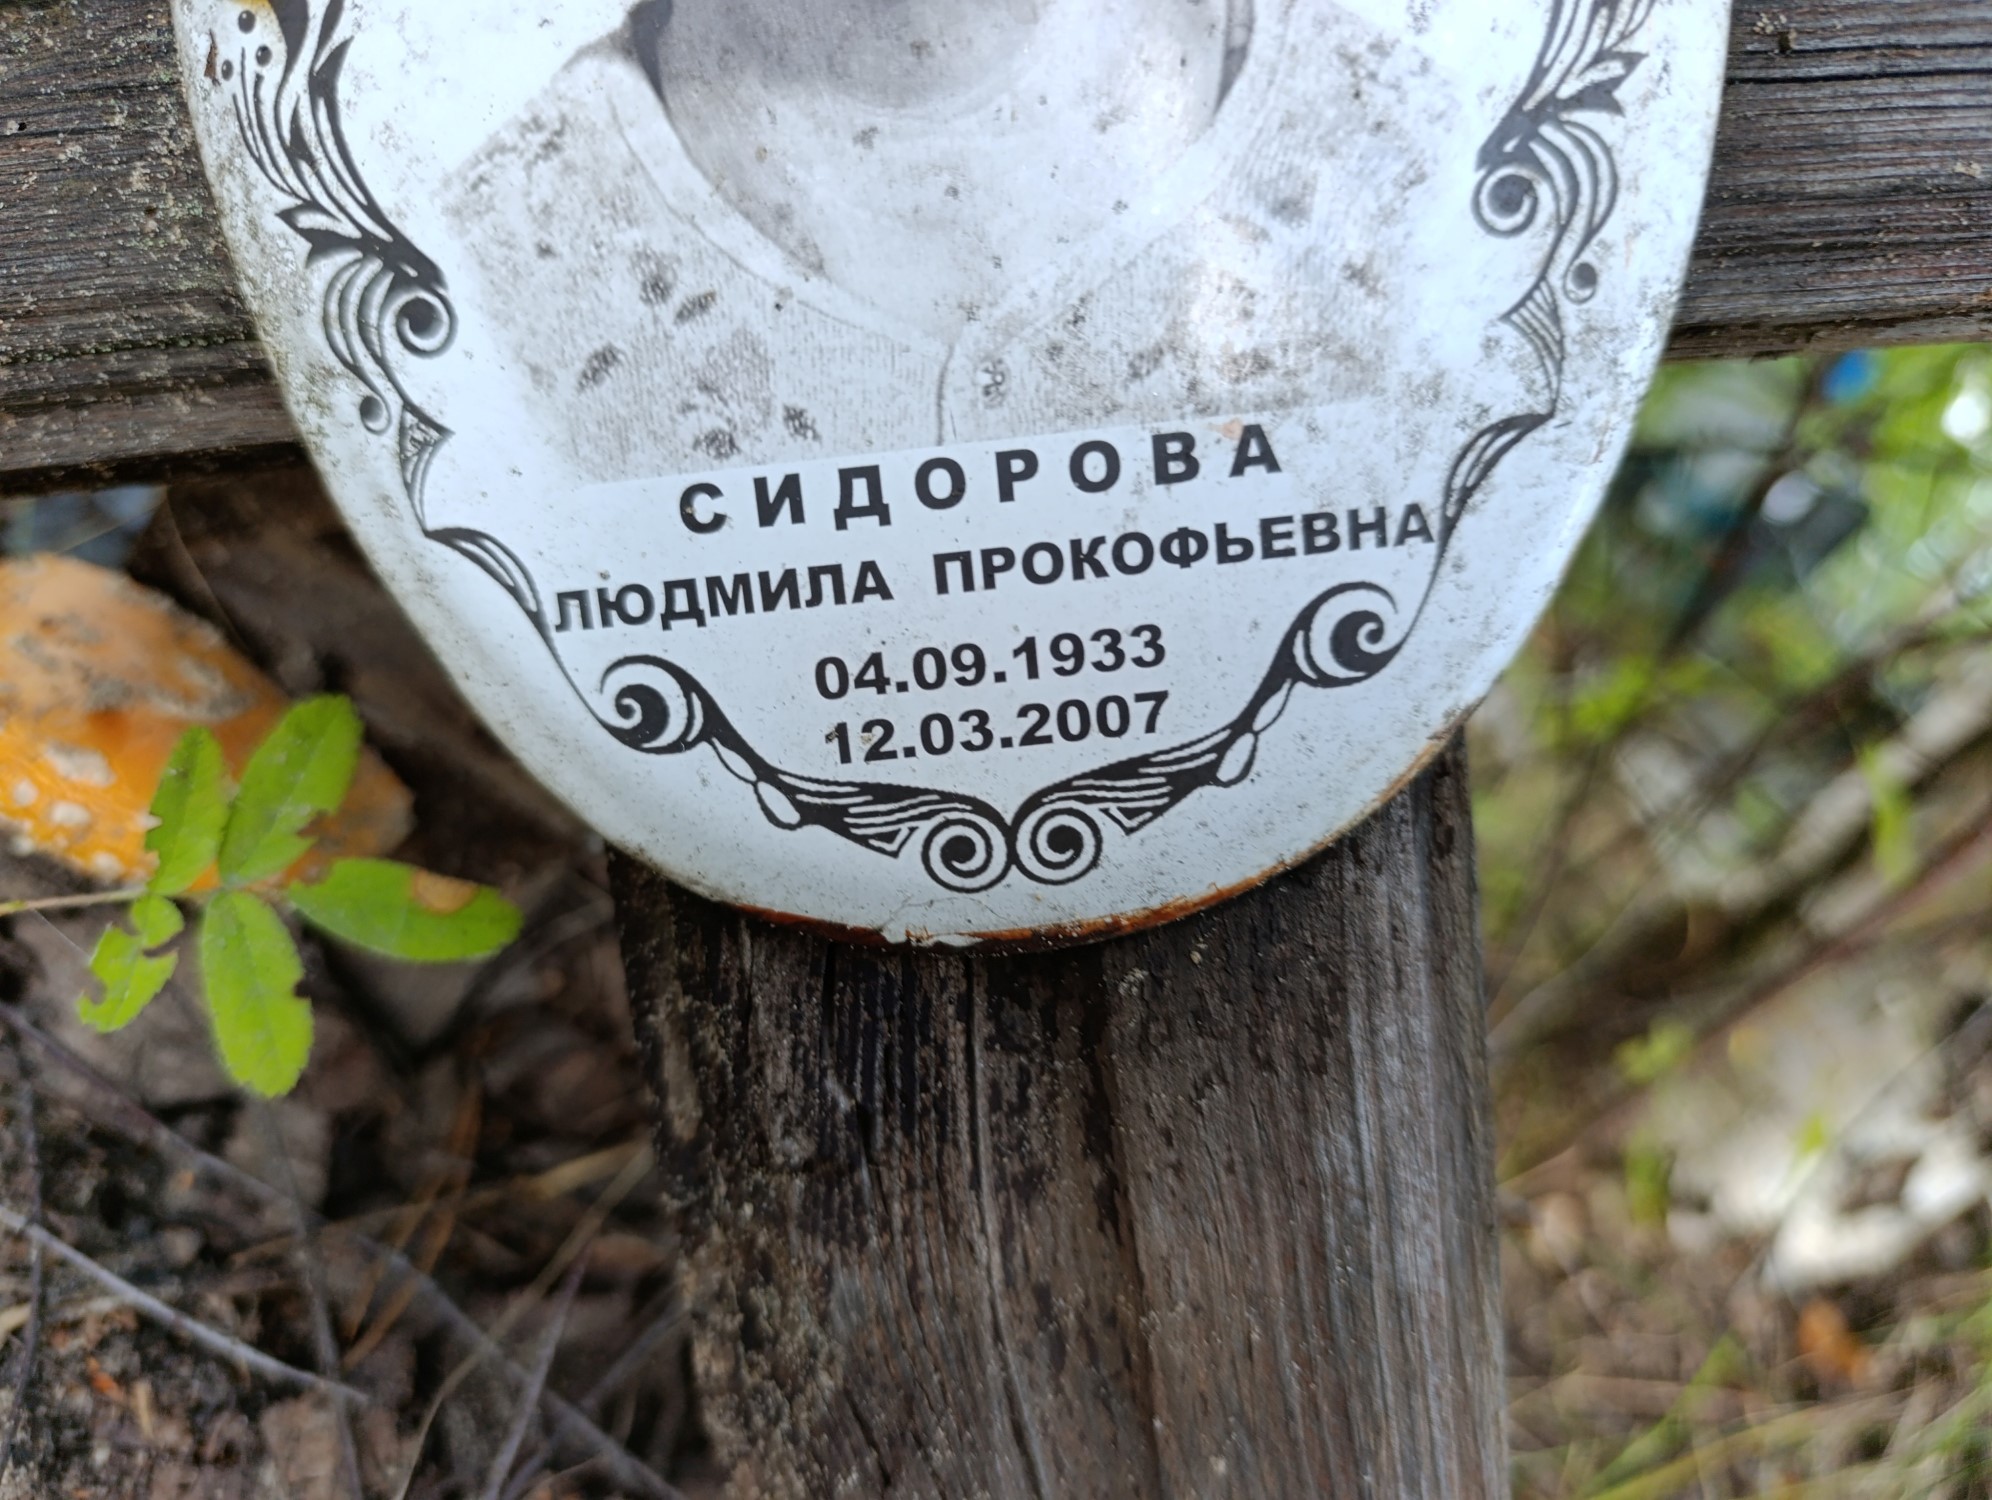 СИДОРОВА
ЛЮДМИЛА ПРОКОФЬЕВНА
04.09.1933
12.03.2007